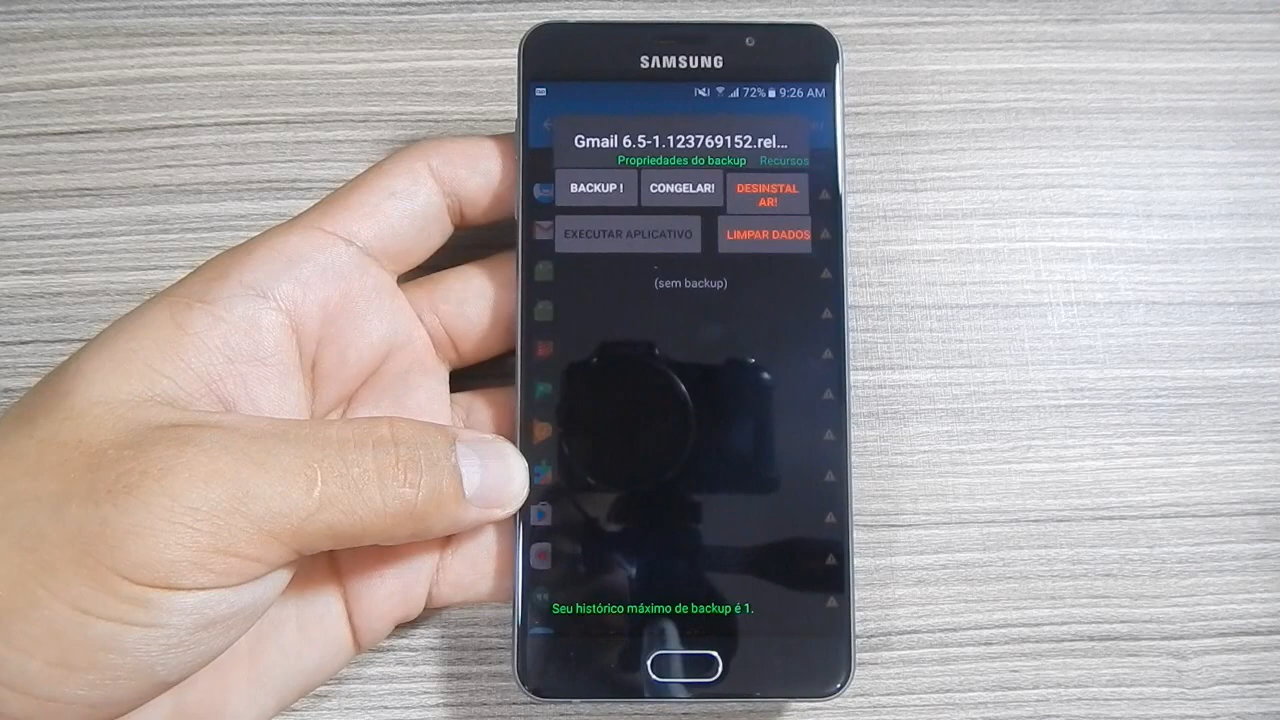 SAMSUNG
72% 9:26 AM
Gmail 6.5-1.123769152.rel...
Propriedades do backup Recursos
BACKUP ! CONGELAR! DESINSTAL
AR!
EXECUTAR APLICATIVO LIMPAR DADOS
(sem backup)
Seu histórico máximo de backup é 1.